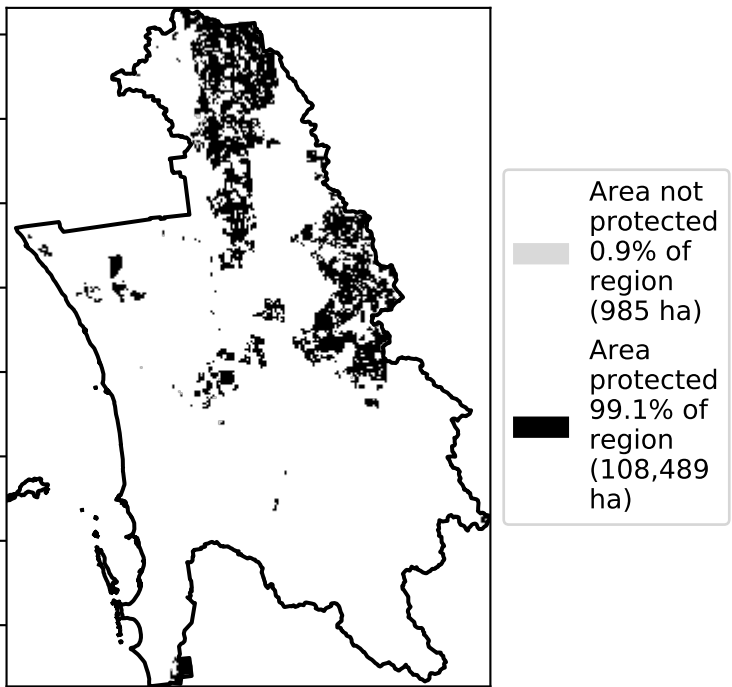 Area not
protected
0.9% of
region
(985 ha)
Area
protected
99.1% of
region
(108,489
ha)